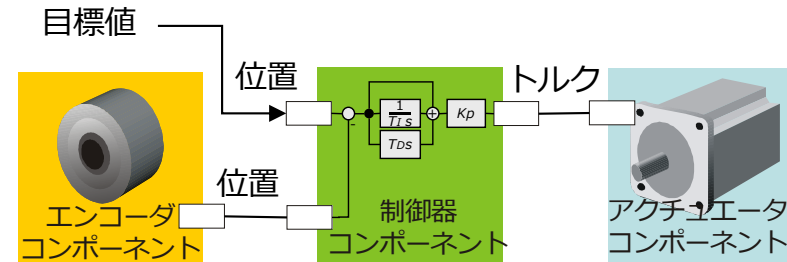 目標値
位置
トルク
1
TI s
TDs
-
+
Kp
位置
エンコーダ
コンポーネント
制御器
コンポーネント
アクチュエータ
コンポーネント